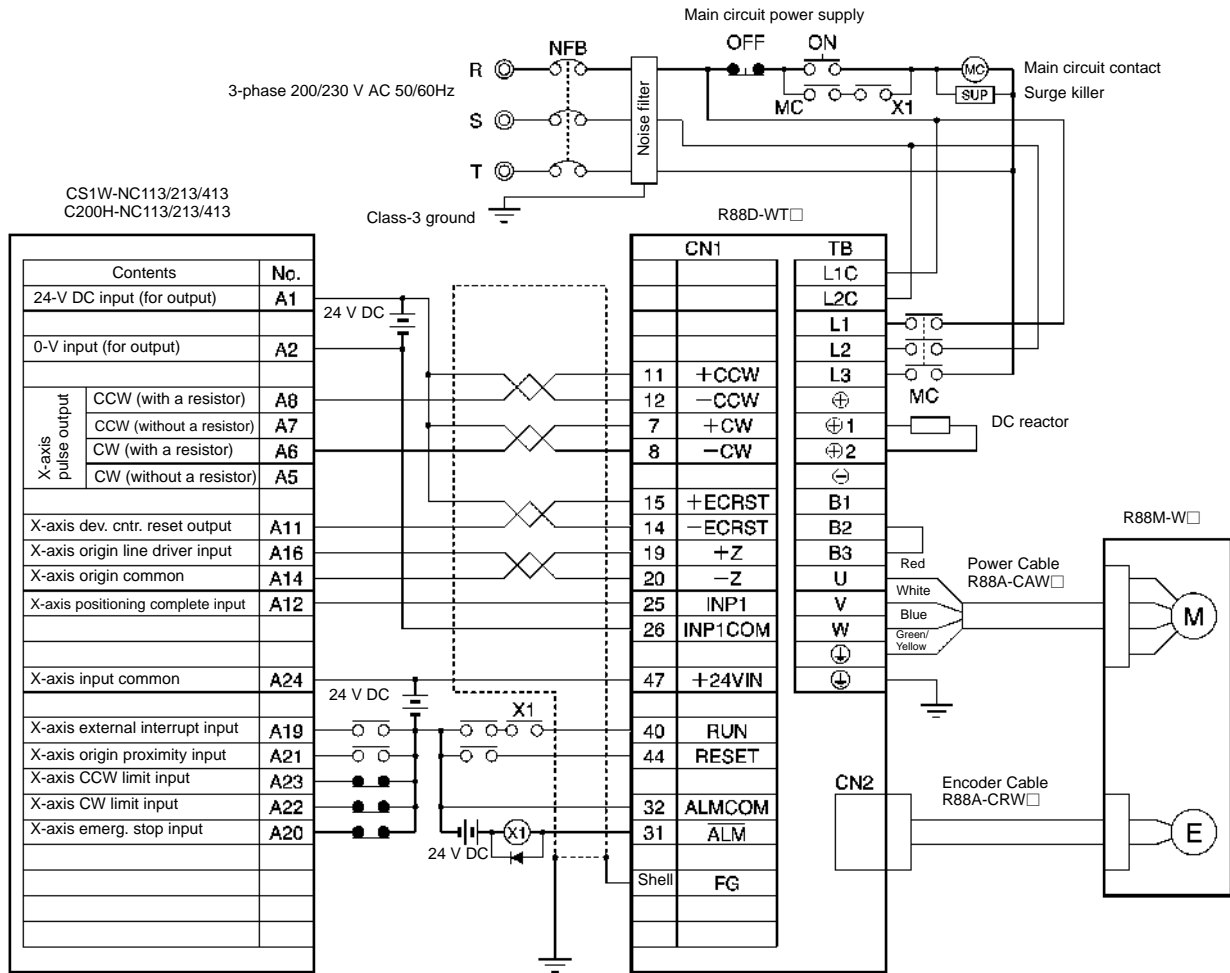 Main circuit power supply
OFF ON
NFB
R
MC
Main circuit contact
3-phase 200/230 V AC 50/60Hz
MC X1
SUP
Surge killer
S
Noise filter
T
CS1W-NC113/213/413
C200H-NC113/213/413
Class-3 ground
R88D-WT□
Contents No.
24-V DC input (for output) A1
0-V input (for output) A2
X-axis
pulse output
CCW (with a resistor) A8
CCW (without a resistor) A7
CW (with a resistor) A6
CW (without a resistor) A5
X-axis dev. cntr. reset output A11
X-axis origin line driver input A16
X-axis origin common A14
X-axis positioning complete input A12
X-axis input common A24
X-axis external interrupt input A19
X-axis origin proximity input A21
X-axis CCW limit input A23
X-axis CW limit input A22
X-axis emerg. stop input A20
24 V DC
24 V DC
X1
X1
24 V DC
CN1
11 +CCW
12 −CCW
7 +CW
8 −CW
15 +ECRST
14 −ECRST
19 +Z
20 −Z
25 INP1
26 INP1COM
47 +24VIN
40 RUN
44 RESET
32 ALMCOM
31 ALM
Shell FG
TB
L1C
L2C
L1
L2
L3
⊕
⊕1
⊕2
⊖
B1
B2
B3
U
V
W
CN2
MC
DC reactor
Red
White
Blue
Green/
Yellow
Power Cable
R88A-CAW□
R88M-W□
M
Encoder Cable
R88A-CRW□
E